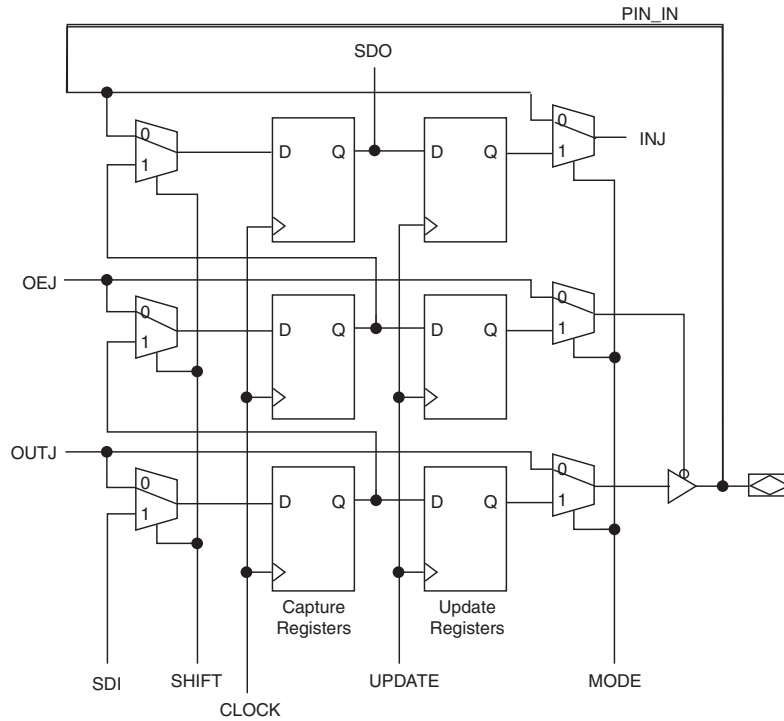 PIN_IN
SDO
0
1
D Q
D Q
0
1
INJ
OEJ
0
1
D Q
D Q
0
1
OUTJ
0
1
D Q
D Q
0
1
Capture
Registers
Update
Registers
SDI
SHIFT
CLOCK
UPDATE
MODE